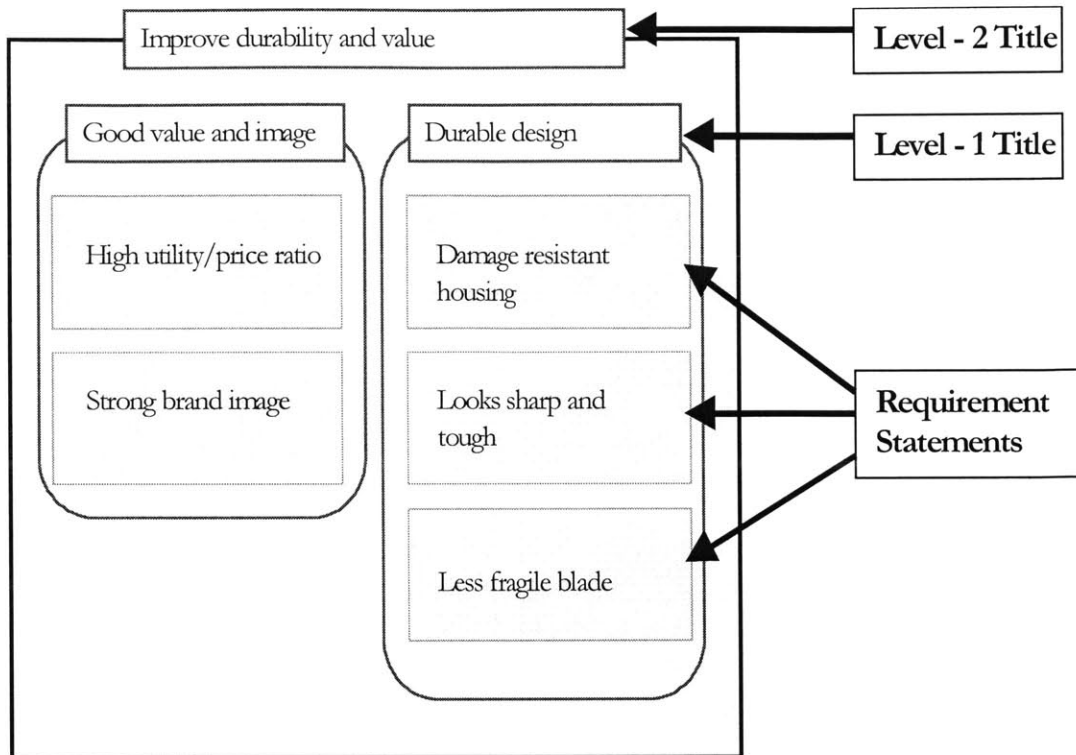 Improve durability and value
Level - 2 Title
Good value and image
Durable design
Level - 1 Title
High utility/price ratio
Damage resistant
housing
Strong brand image
Looks sharp and
tough
Requirement
Statements
Less fragile blade